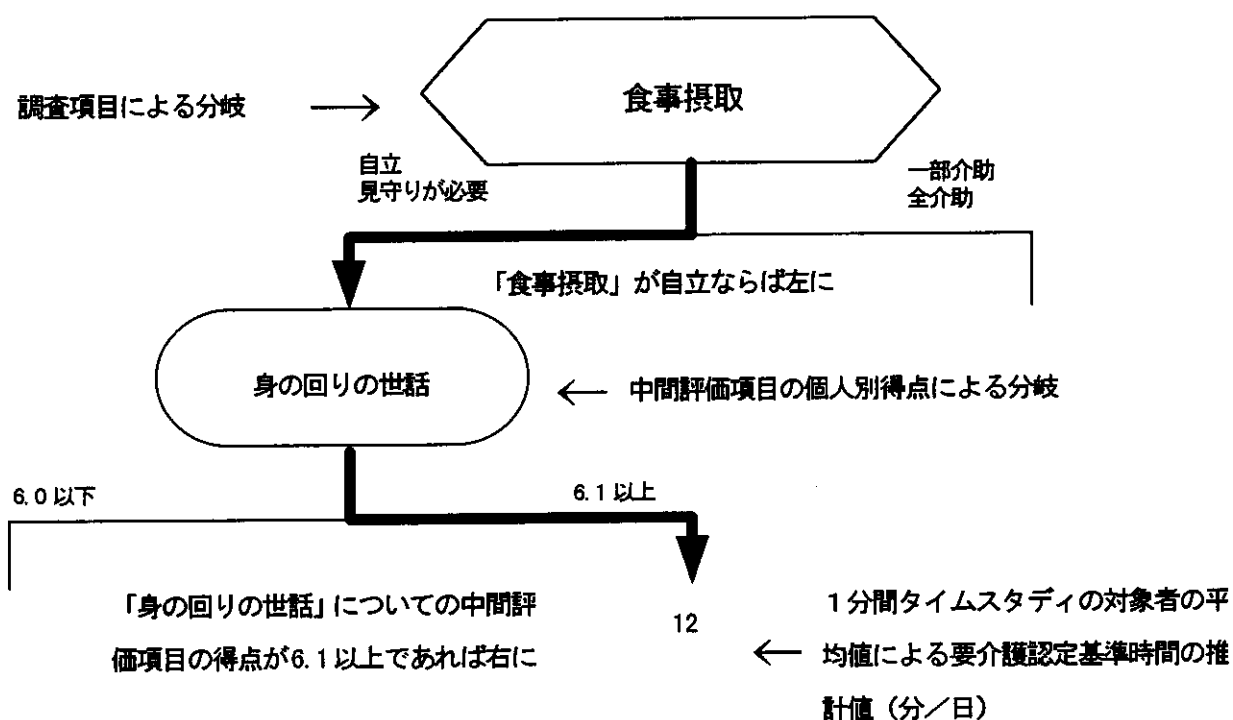 食事摂取
調査項目による分岐
→
自立
見守りが必要
一部介助
全介助
「食事摂取」が自立ならば左に
身の回りの世話
← 中間評価項目の個人別得点による分岐
6.0以下
6.1以上
「身の回りの世話」についての中間評
価項目の得点が6.1以上であれば右に
12
←
1分間タイムスタディの対象者の平
均値による要介護認定基準時間の推
計値(分/日)